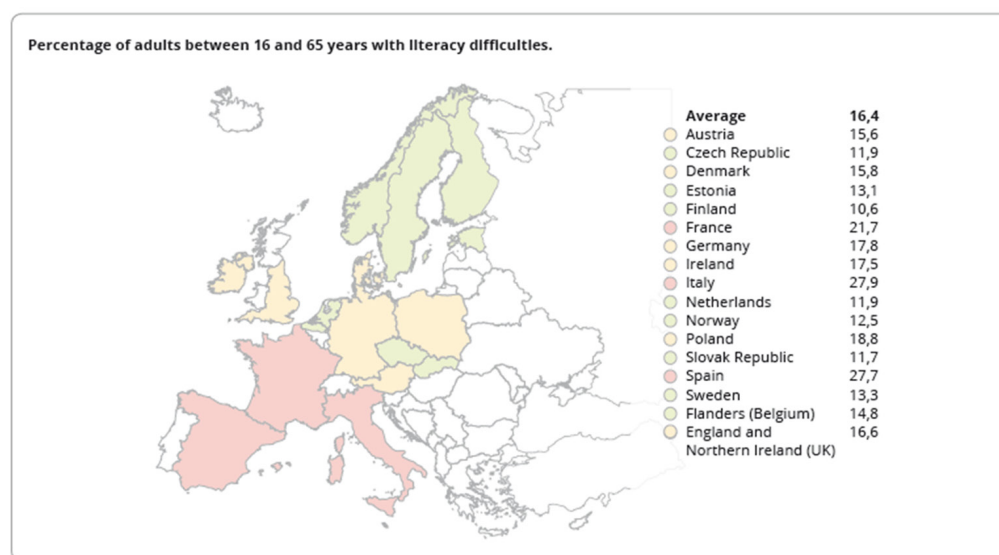 Percentage of adults between 16 and 65 years with literacy difficulties.
Average 16,4
Austria 15,6
Czech Republic 11,9
Denmark 15,8
Estonia 13,1
Finland 10,6
France 21,7
Germany 17,8
Ireland 17,5
Italy 27,9
Netherlands 11,9
Norway 12,5
Poland 18,8
Slovak Republic 11,7
Spain 27,7
Sweden 13,3
Flanders (Belgium) 14,8
England and 16,6
Northern Ireland (UK)